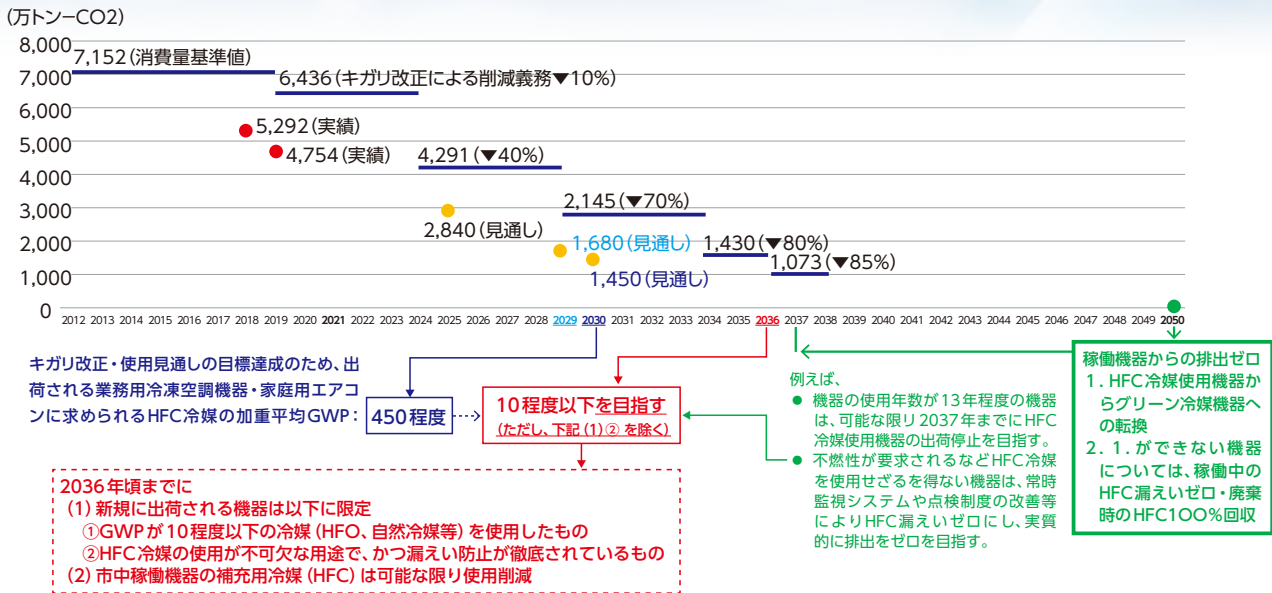 (万トン−CO2)
8,000
7,000
6,000
5,000
4,000
3,000
2,000
1,000
0
7,152(消費量基準値)
6,436(キガリ改正による削減義務▼10%)
5,292(実績)
4,754(実績)
4,291(▼40%)
2,840(見通し)
2,145(▼70%)
1,680(見通し)
1,450(見通し)
1,430(▼80%)
1,073(▼85%)
2012 2013 2014 2015 2016 2017 2018 2019 2020 2021 2022 2023 2024 2025 2026 2027 2028 2029 2030 2031 2032 2033 2034 2035 2036 2037 2038 2039 2040 2041 2042 2043 2044 2045 2046 2047 2048 2049 2050
キガリ改正・使用見通しの目標達成のため、出
荷される業務用冷凍空調機器・家庭用エアコ
ンに求められるHFC冷媒の加重平均GWP:
450程度
10程度以下を目指す
(ただし、下記(1)②を除く)
2036年頃までに
(1)新規に出荷される機器は以下に限定
①GWPが10程度以下の冷媒(HFO、自然冷媒等)を使用したもの
②HFC冷媒の使用が不可欠な用途で、かつ漏えい防止が徹底されているもの
(2)市中稼働機器の補充用冷媒(HFC)は可能な限り使用削減
例えば、
● 機器の使用年数が13年程度の機器
は、可能な限り2037年までにHFC
冷媒使用機器の出荷停止を目指す。
● 不燃性が要求されるなどHFC冷媒
を使用せざるを得ない機器は、常時
監視システムや点検制度の改善等
によりHFC漏えいゼロにし、実質
的に排出をゼロを目指す。
稼働機器からの排出ゼロ
1. HFC冷媒使用機器か
らグリーン冷媒機器へ
の転換
2. 1.ができない機器
については、稼働中の
HFC漏えいゼロ・廃棄
時のHFC100%回収